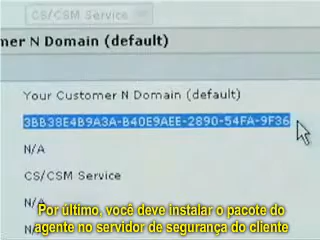 CS/CSM Service
mer N Domain (default)
Your Customer N Domain (default)
3BB38E4B9A3A-B40E9AEE-2890-54FA-9F36
N/A
CS/CSM Service
N/A
Por último, você deve instalar o pacote do
agente no servidor de segurança do cliente